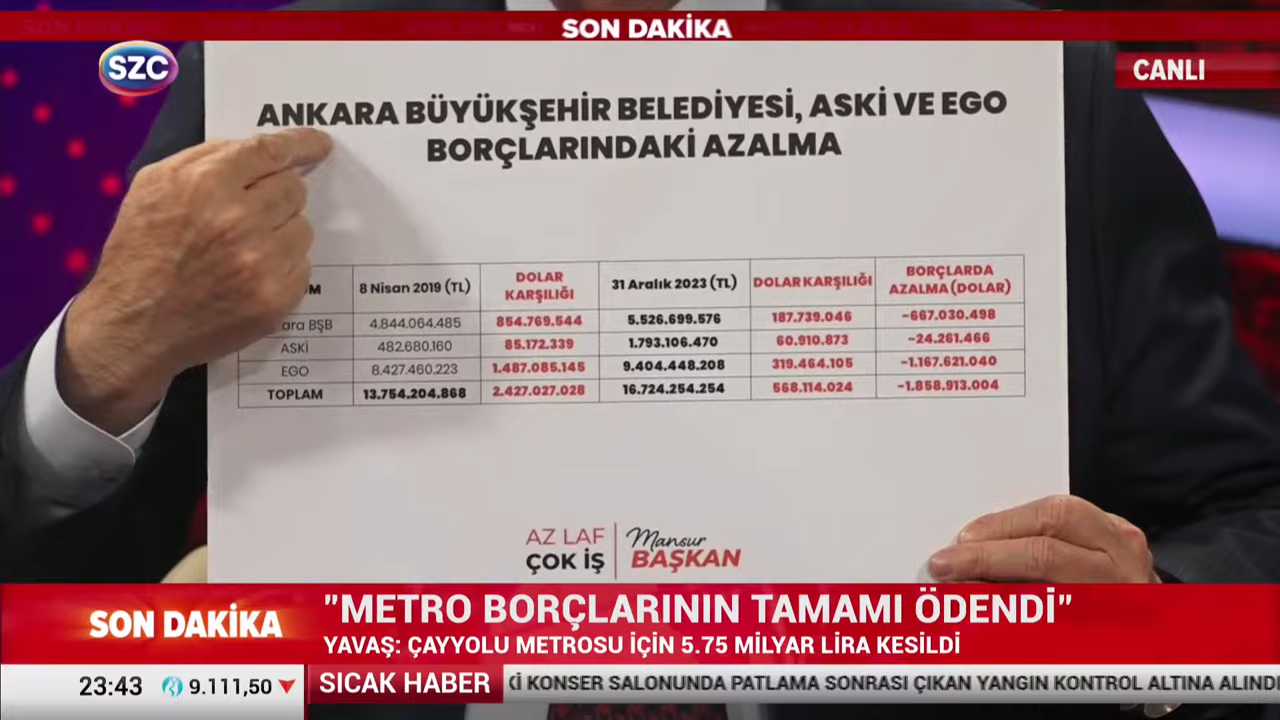 SON DAKİKA
SZC
CANLI
ANKARA BÜYÜKŞEHİR BELEDİYESİ, ASKİ VE EGO
BORÇLARINDAKİ AZALMA
8 Nisan 2019 (TL) DOLAR KARŞILIĞI 31 Aralık 2023 (TL) DOLAR KARŞILIĞI BORÇLARDA AZALMA (DOLAR)
BŞB 4.844.064.485 854.769.544 5.526.699.576 187.739.046 -667.030.498
ASKİ 482.680.160 85.172.339 1.793.106.470 60.910.873 -24.261.466
EGO 8.427.460.223 1.487.085.145 9.404.448.208 319.464.105 -1.167.621.040
TOPLAM 13.754.204.868 2.427.027.028 16.724.254.254 568.114.024 -1.858.913.004
AZ LAF
ÇOK İŞ
Mansur
BAŞKAN
SON DAKİKA
"METRO BORÇLARININ TAMAMI ÖDENDİ"
YAVAŞ: ÇAYYOLU METROSU İÇİN 5.75 MİLYAR LİRA KESİLDİ
23:43 9.111,50
SICAK HABER
KONSER SALONUNDA PATLAMA SONRASI ÇIKAN YANGIN KONTROL ALTINA ALINDI